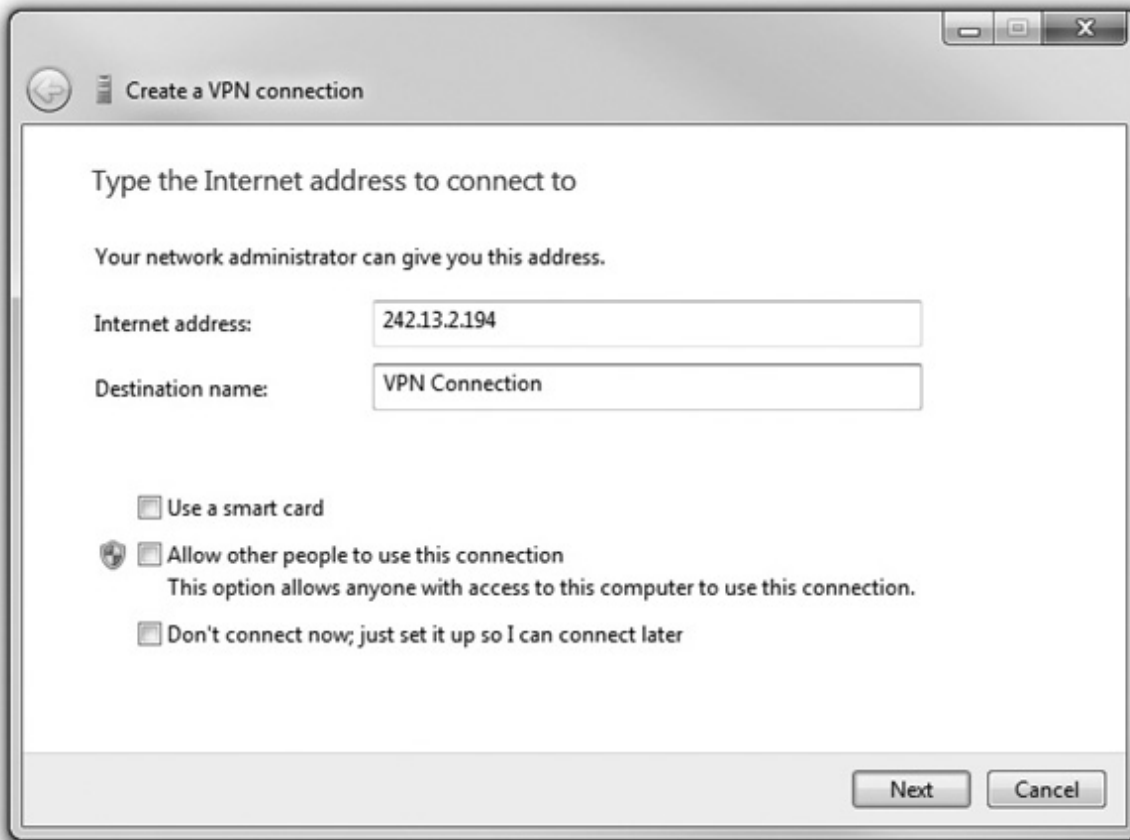 Create a VPN connection
Type the Internet address to connect to
Your network administrator can give you this address.
Internet address: 242.13.2.194
Destination name: VPN Connection
Use a smart card
Allow other people to use this connection
This option allows anyone with access to this computer to use this connection.
Don't connect now; just set it up so I can connect later
Next Cancel